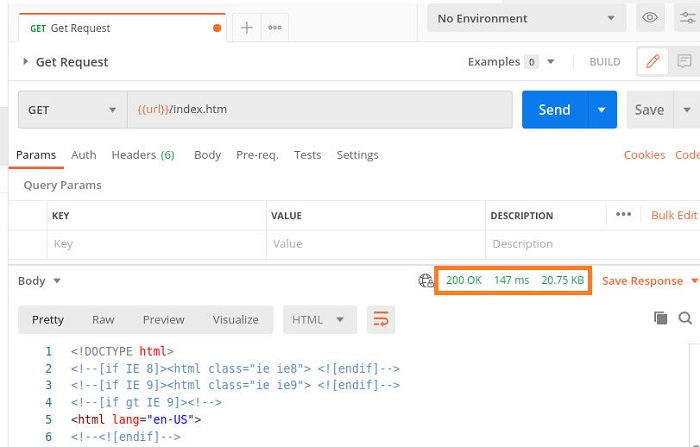 GET Get Request
+ •••
No Environment
Get Request
Examples 0
BUILD
GET
{{url}}/index.htm
Send
Save
Params Auth Headers (6) Body Pre-req. Tests Settings
Cookies Code
Query Params
KEY VALUE DESCRIPTION ••• Bulk Edit
Key Value Description
Body
200 OK 147 ms 20.75 KB
Save Response
Pretty Raw Preview Visualize HTML
1 <!DOCTYPE html>
2 <!--[if IE 8]><html class="ie ie8"> <![endif]-->
3 <!--[if IE 9]><html class="ie ie9"> <![endif]-->
4 <!--[if gt IE 9]><!-->
5 <html lang="en-US">
6 <!--<![endif]-->